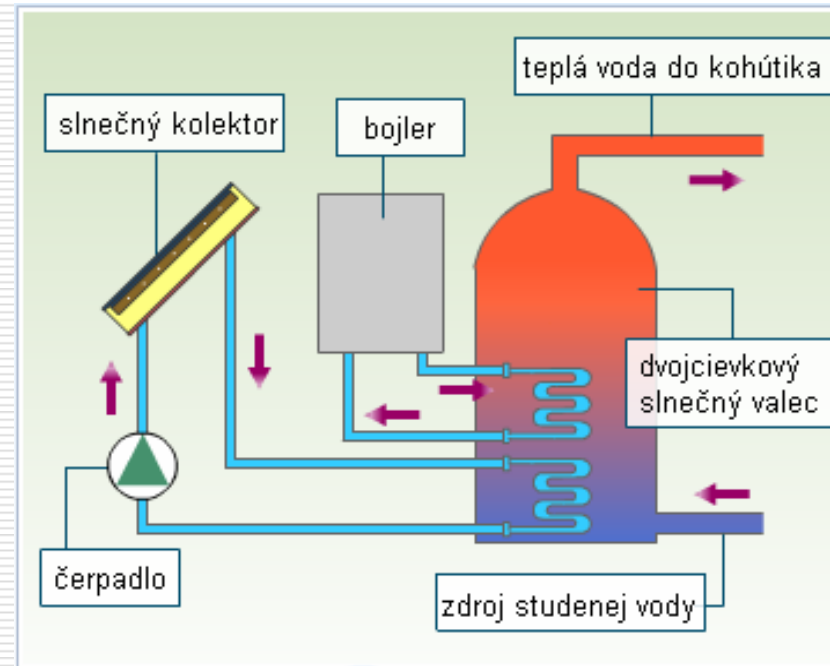 teplá voda do kohútika
slnečný kolektor
bojler
dvojcievkový
slnečný valec
čerpadlo
zdroj studenej vody